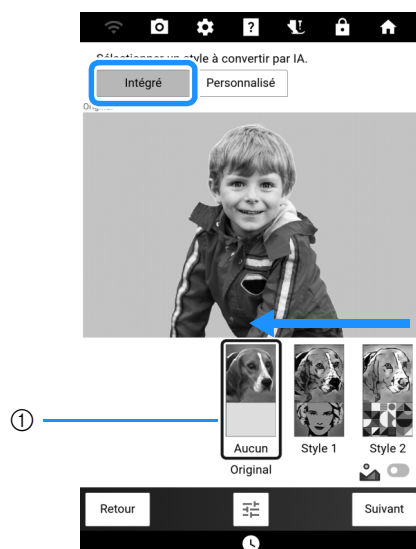 ?
Sélectionner un style à convertir par IA.
Intégré Personnalisé
Original
①
Aucun Style 1 Style 2
Original
Retour Suivant